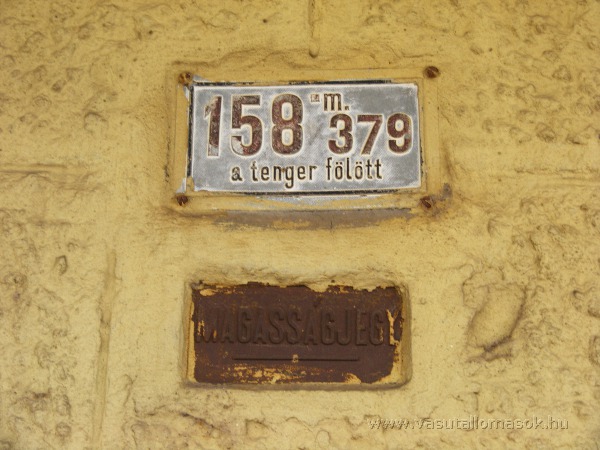 158 m. 379
a tenger fölött
MAGASSÁGJEGY
www.vasutallomasok.hu